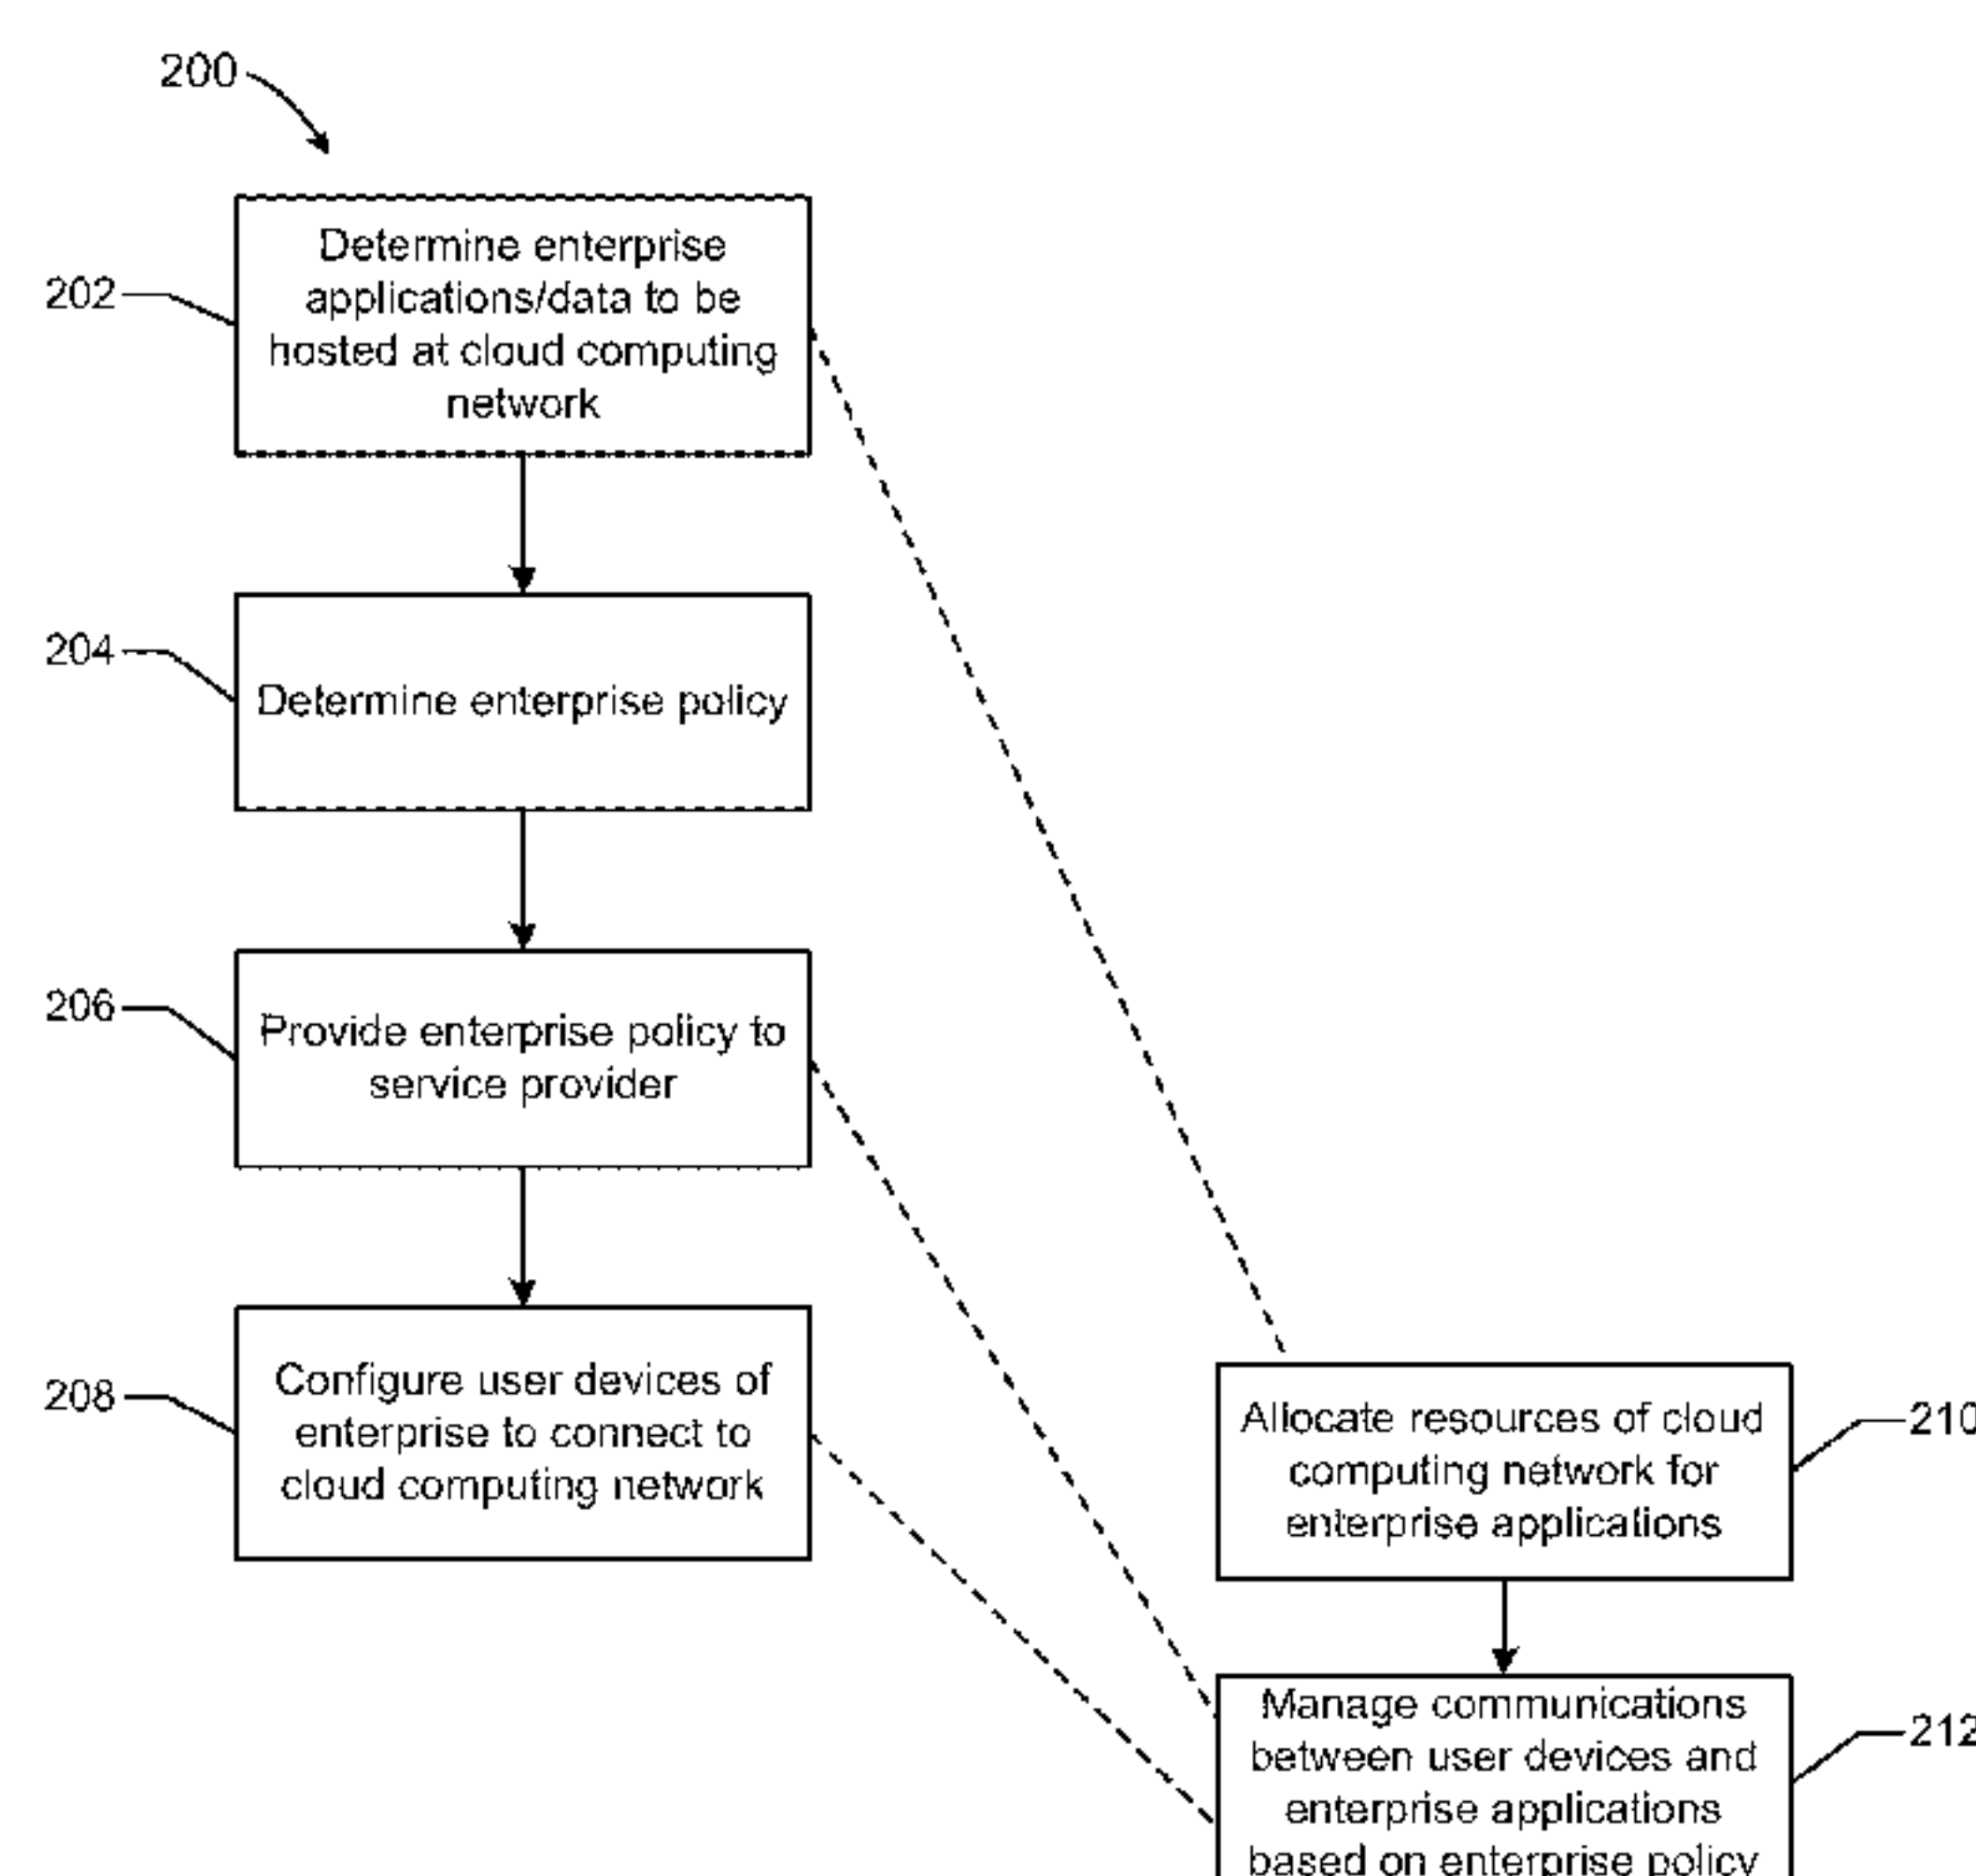 200
202
Determine enterprise
applications/data to be
hosted at cloud computing
network
204
Determine enterprise policy
206
Provide enterprise policy to
service provider
208
Configure user devices of
enterprise to connect to
cloud computing network
Allocate resources of cloud
computing network for
enterprise applications
210
Manage communications
between user devices and
enterprise applications
based on enterprise policy
212